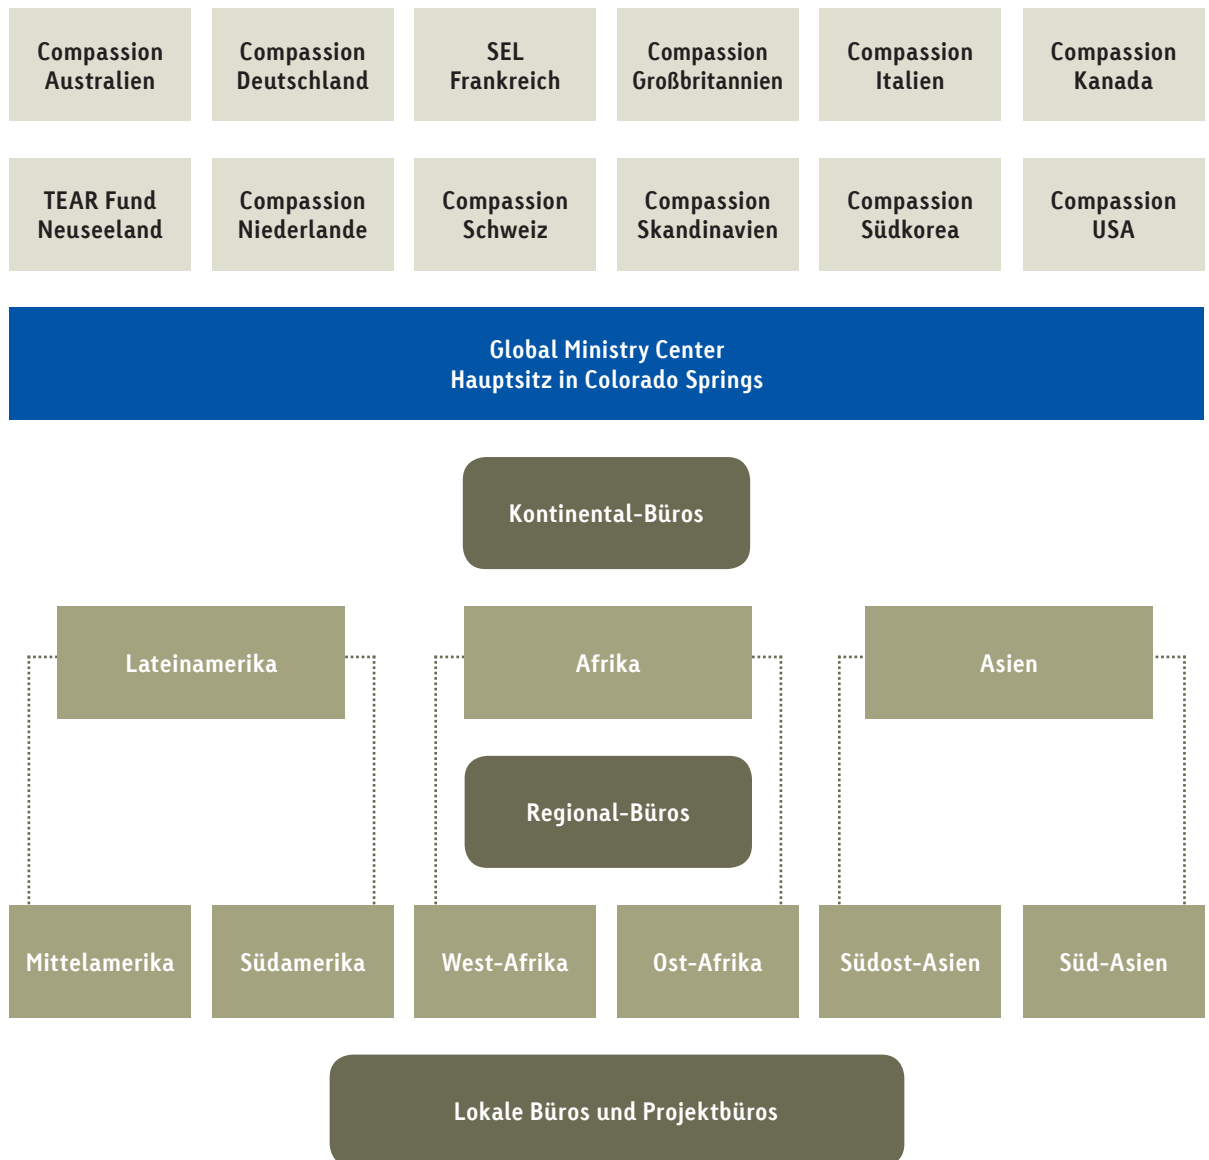 Compassion
Australien
Compassion
Deutschland
SEL
Frankreich
Compassion
Großbritannien
Compassion
Italien
Compassion
Kanada
TEAR Fund
Neuseeland
Compassion
Niederlande
Compassion
Schweiz
Compassion
Skandinavien
Compassion
Südkorea
Compassion
USA
Global Ministry Center
Hauptsitz in Colorado Springs
Kontinental-Büros
Lateinamerika
Afrika
Asien
Regional-Büros
Mittelamerika
Südamerika
West-Afrika
Ost-Afrika
Südost-Asien
Süd-Asien
Lokale Büros und Projektbüros